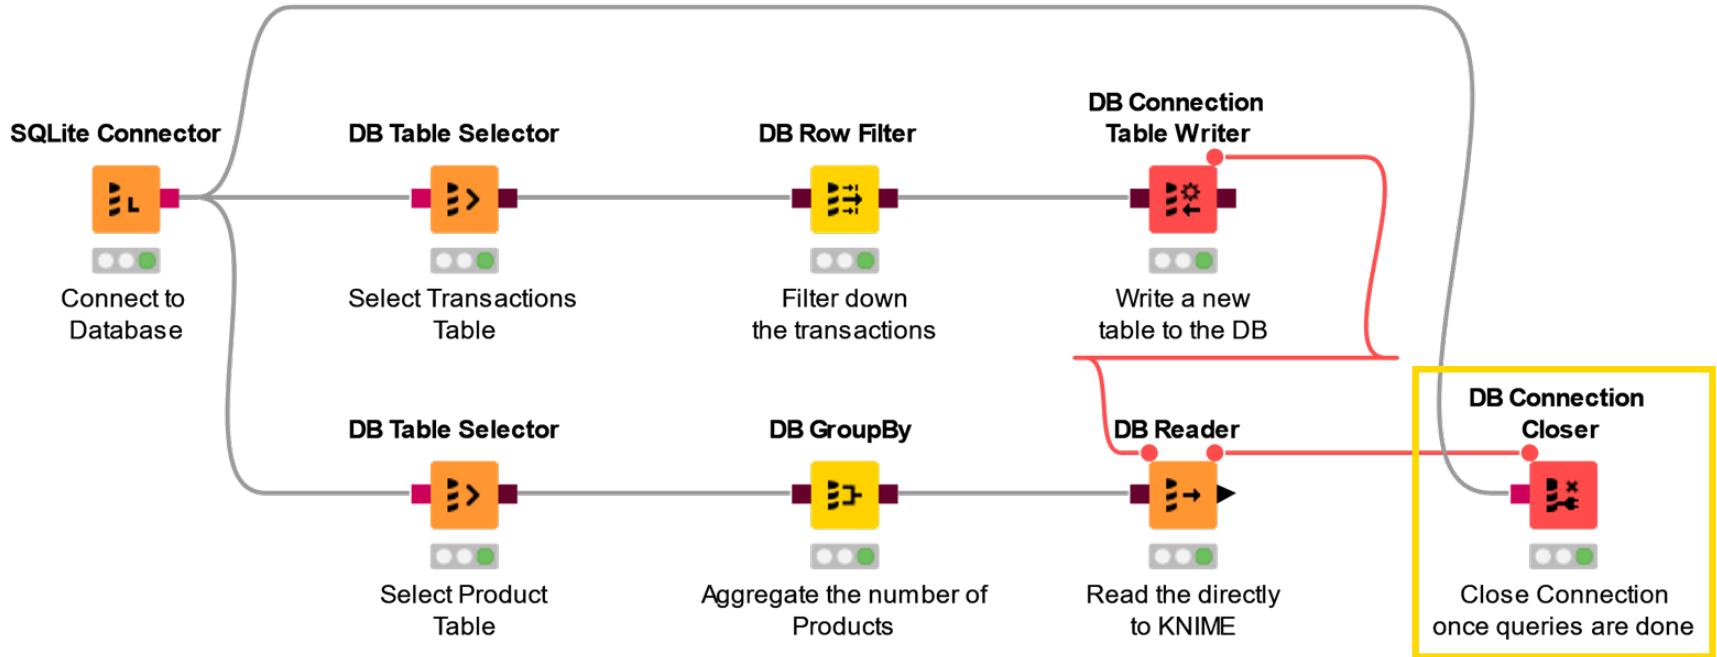 DB Connection
Table Writer
SQLite Connector
DB Table Selector
DB Row Filter
Connect to
Database
Select Transactions
Table
Filter down
the transactions
Write a new
table to the DB
DB Table Selector
DB GroupBy
DB Reader
DB Connection
Closer
Select Product
Table
Aggregate the number of
Products
Read the directly
to KNIME
Close Connection
once queries are done